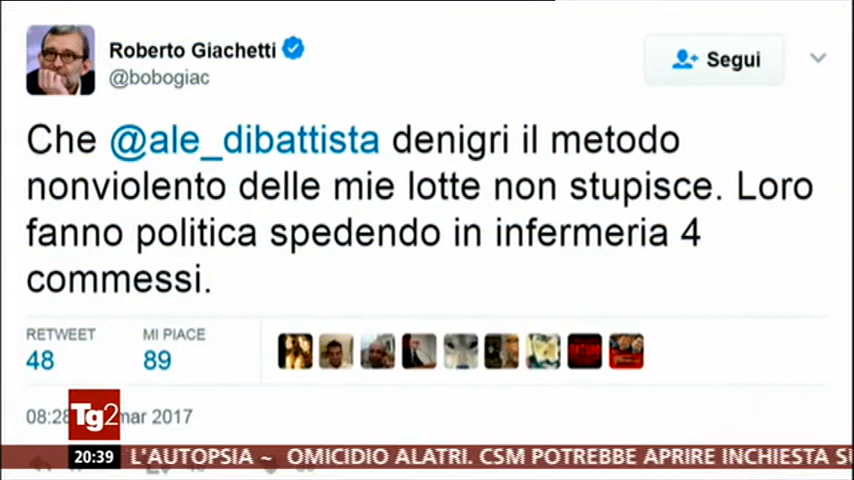 Roberto Giachetti
@bobogiac
Segui
Che @ale_dibattista denigri il metodo
nonviolento delle mie lotte non stupisce. Loro
fanno politica spedendo in infermeria 4
commessi.
RETWEET MI PIACE
48 89
08:28 mar 2017
Tg2
20:39 L'AUTOPSIA ~ OMICIDIO ALATRI. CSM POTREBBE APRIRE INCHIESTA